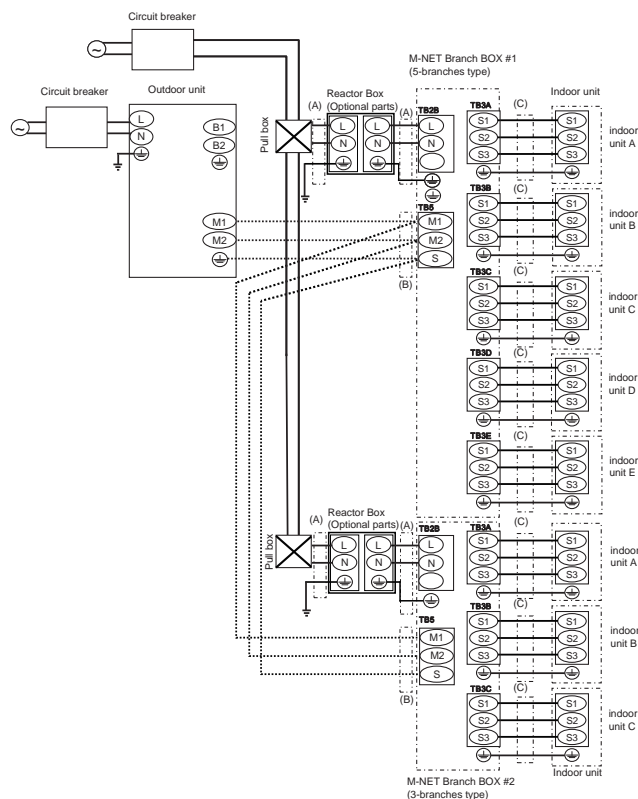 Circuit breaker
~
M-NET Branch BOX #1
(5-branches type)
Circuit breaker
Outdoor unit
(A)
Reactor Box
(Optional parts)
(A)
Indoor unit
~
L
N
B1
B2
Pull box
L
N
L
N
TB2B
L
N
TB3A
(C)
S1
S2
S3
S1
S2
S3
indoor
unit A
M1
M2
TB5
M1
M2
S
(B)
TB3B
(C)
S1
S2
S3
S1
S2
S3
indoor
unit B
TB3C
(C)
S1
S2
S3
S1
S2
S3
indoor
unit C
TB3D
(C)
S1
S2
S3
S1
S2
S3
indoor
unit D
TB3E
(C)
S1
S2
S3
S1
S2
S3
indoor
unit E
Pull box
(A)
Reactor Box
(Optional parts)
(A)
L
N
L
N
TB2B
L
N
TB3A
(C)
S1
S2
S3
S1
S2
S3
indoor
unit A
TB5
M1
M2
S
(B)
TB3B
(C)
S1
S2
S3
S1
S2
S3
indoor
unit B
TB3C
(C)
S1
S2
S3
S1
S2
S3
indoor
unit C
Indoor unit
M-NET Branch BOX #2
(3-branches type)